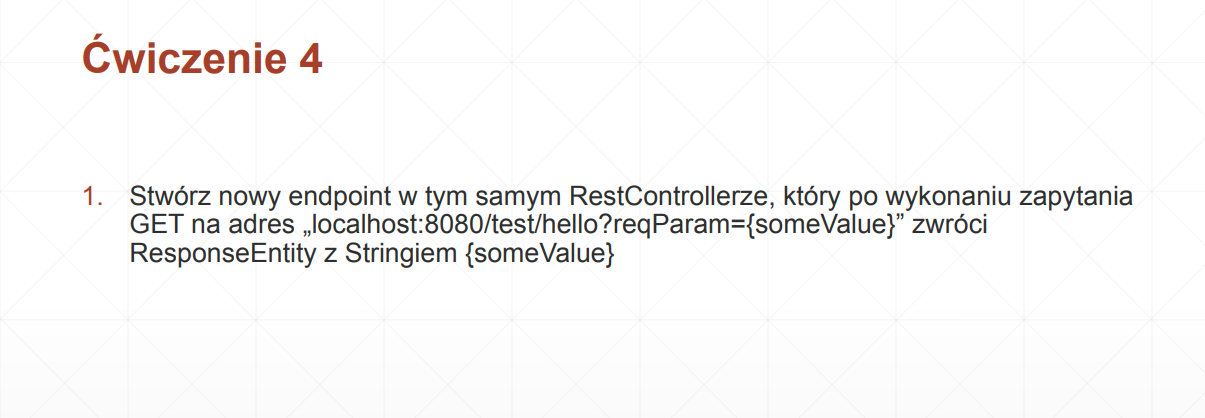 Ćwiczenie 4
1. Stwórz nowy endpoint w tym samym RestControllerze, który po wykonaniu zapytania
GET na adres „localhost:8080/test/hello?reqParam={someValue}” zwróci
ResponseEntity z Stringiem {someValue}